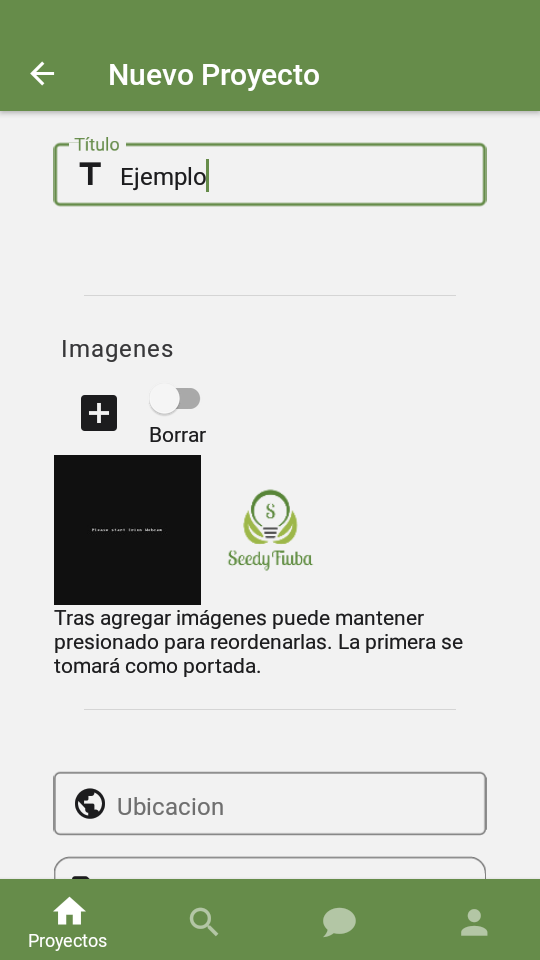 Nuevo Proyecto
Título
Ejemplo
Imagenes
Borrar
Please start Iotas Webcam
S
Seedy Fiuba
Tras agregar imágenes puede mantener
presionado para reordenarlas. La primera se
tomará como portada.
Ubicacion
Proyectos